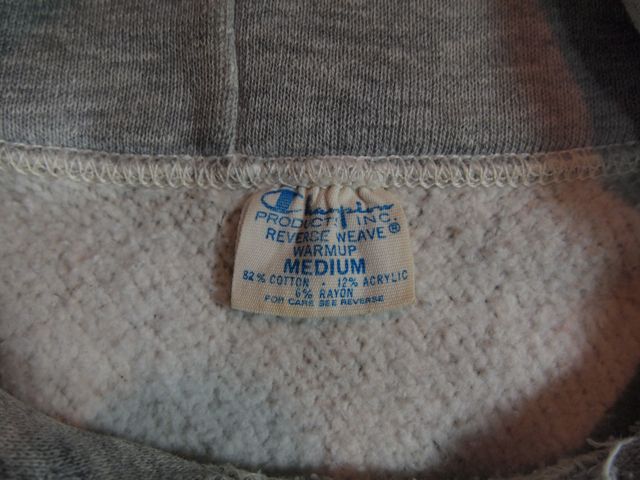 Champion
PRODUCTS INC.
REVERSE WEAVE®
WARMUP
MEDIUM
82% COTTON · 12% ACRYLIC
6% RAYON
FOR CARE SEE REVERSE